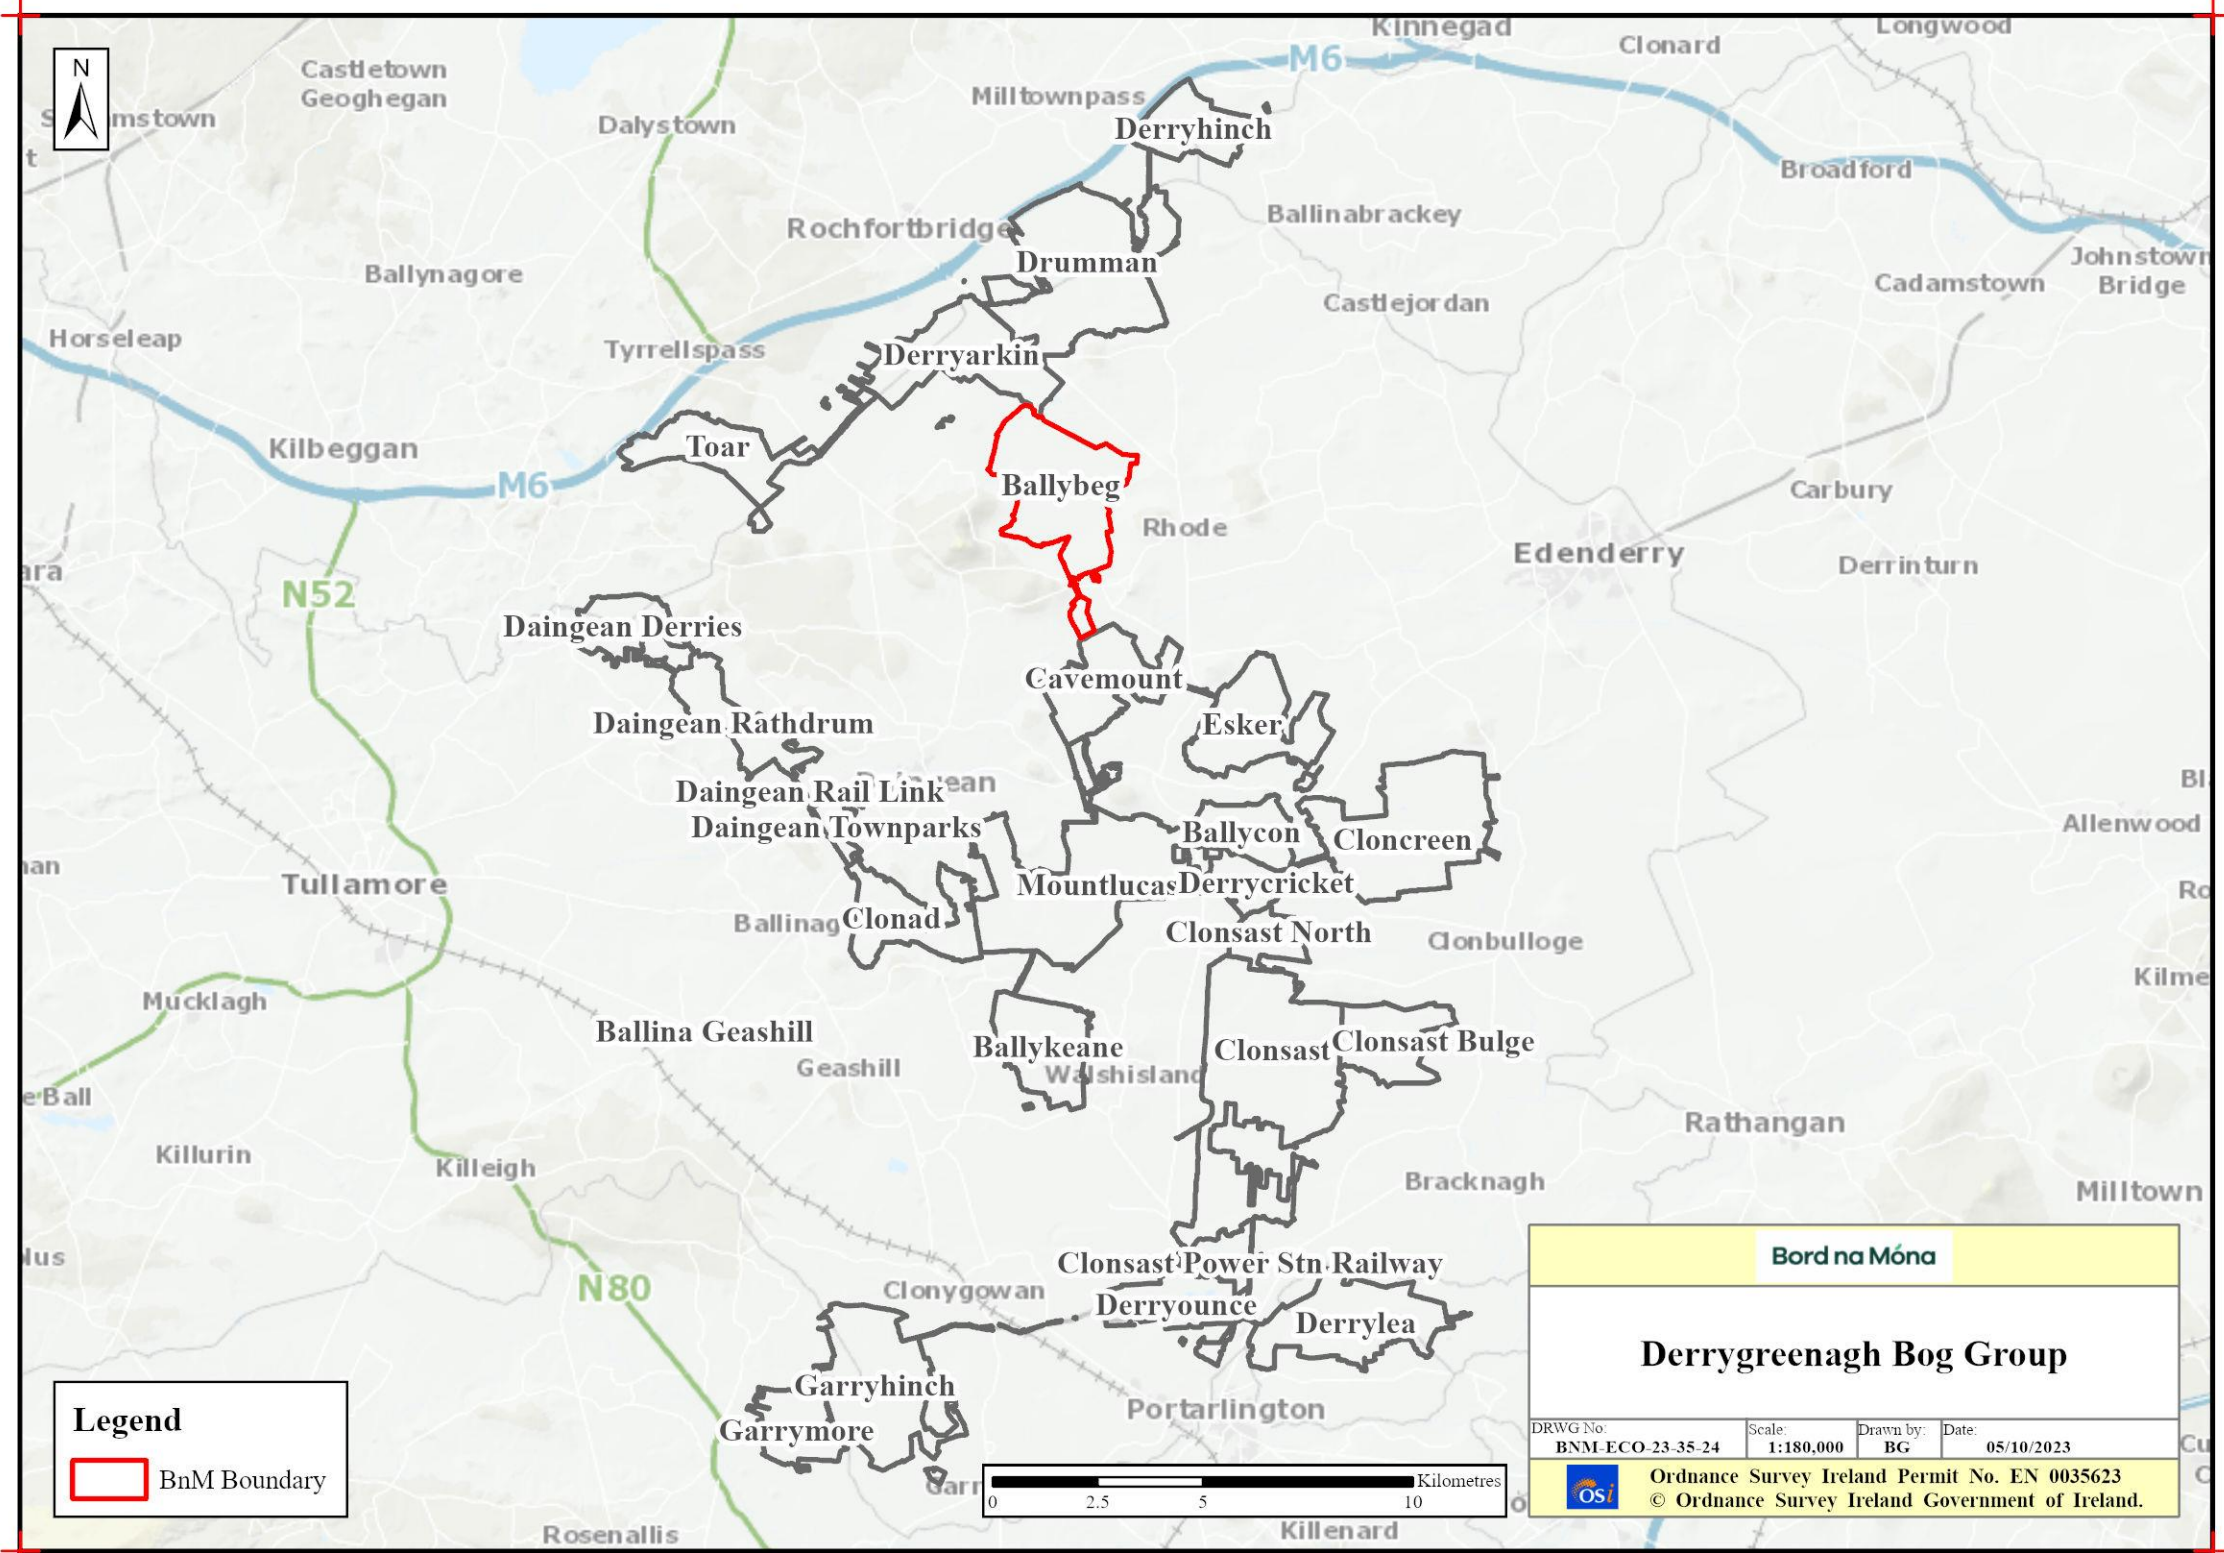 Kinnegad
Longwood
Clonard
M6
N
Castletown
Geoghegan
Milltownpass
Dalystown
Derryhinch
Broadford
Rochfortbridge
Ballinabrackey
Drumman
Ballynagore
Johnstown
Bridge
Cadamstown
Castlejordan
Horseleap
Tyrrellspass
Derryarkin
Kilbeggan
Toar
M6
Ballybeg
Carbury
Rhode
Edenderry
Derrinturn
N52
Daingean Derries
Cavemount
Daingean Rathdrum
Esker
Daingean Rail Link
Daingean Townparks
Ballycon
Cloncreen
Allenwood
Tullamore
Mountlucas
Derrycricket
Ballinag
Clonad
Clonsast North
Clonbulloge
Kilme
Mucklagh
Ballina Geashill
Geashill
Ballykeane
Walshisland
Clonsast
Clonsast Bulge
e Ball
Rathangan
Killurin
Killeigh
Bracknagh
Milltown
Clonsast Power Stn Railway
N80
Clonygowan
Derryounce
Derrylea
Garryhinch
Garrymore
Portarlington
Rosenallis
Killenard
Legend
BnM Boundary
Kilometres
0 2.5 5 10
Bord na Móna
Derrygreenagh Bog Group
DRWG No: Scale: Drawn by: Date:
BNM-ECO-23-35-24 1:180,000 BG 05/10/2023
OSi
Ordnance Survey Ireland Permit No. EN 0035623
© Ordnance Survey Ireland Government of Ireland.